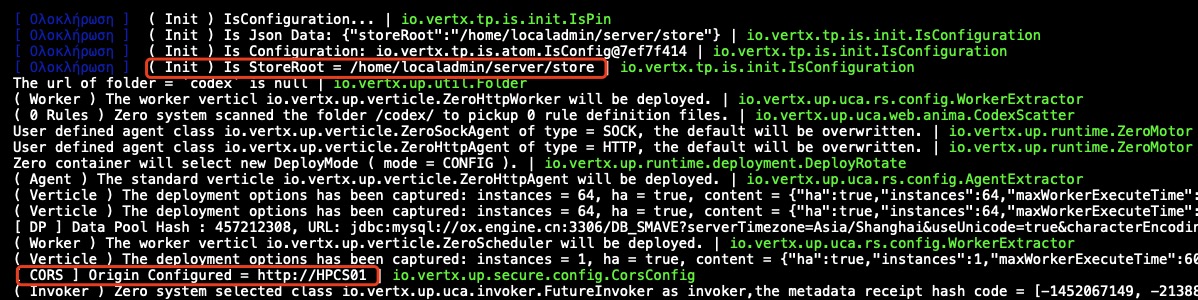 [ Ολοκλήρωση ] ( Init ) IsConfiguration... | io.vertx.tp.is.init.IsPin
[ Ολοκλήρωση ] ( Init ) Is Json Data: {"storeRoot":"/home/localadmin/server/store"} | io.vertx.tp.is.init.IsConfiguration
[ Ολοκλήρωση ] ( Init ) Is Configuration: io.vertx.tp.is.atom.IsConfig@7ef7f414 | io.vertx.tp.is.init.IsConfiguration
[ Ολοκλήρωση ] ( Init ) Is StoreRoot = /home/localadmin/server/store | io.vertx.tp.is.init.IsConfiguration
The url of folder = `codex` is null | io.vertx.up.util.Folder
( Worker ) The worker verticl io.vertx.up.verticle.ZeroHttpWorker will be deployed. | io.vertx.up.uca.rs.config.WorkerExtractor
( 0 Rules ) Zero system scanned the folder /codex/ to pickup 0 rule definition files. | io.vertx.up.uca.web.anima.CodexScatter
User defined agent class io.vertx.up.verticle.ZeroSockAgent of type = SOCK, the default will be overwritten. | io.vertx.up.runtime.ZeroMotor
User defined agent class io.vertx.up.verticle.ZeroHttpAgent of type = HTTP, the default will be overwritten. | io.vertx.up.runtime.ZeroMotor
Zero container will select new DeployMode ( mode = CONFIG ). | io.vertx.up.runtime.deployment.DeployRotate
( Agent ) The standard verticle io.vertx.up.verticle.ZeroHttpAgent will be deployed. | io.vertx.up.uca.rs.config.AgentExtractor
( Verticle ) The deployment options has been captured: instances = 64, ha = true, content = {"ha":true,"instances":64,"maxWorkerExecuteTime":
( Verticle ) The deployment options has been captured: instances = 64, ha = true, content = {"ha":true,"instances":64,"maxWorkerExecuteTime":
[ DP ] Data Pool Hash : 457212308, URL: jdbc:mysql://ox.engine.cn:3306/DB_SMAVE?serverTimezone=Asia/Shanghai&useUnicode=true&characterEncodin
( Worker ) The worker verticl io.vertx.up.verticle.ZeroScheduler will be deployed. | io.vertx.up.uca.rs.config.WorkerExtractor
( Verticle ) The deployment options has been captured: instances = 1, ha = true, content = {"ha":true,"instances":1,"maxWorkerExecuteTime":60
[ CORS ] Origin Configured = http://HPCS01 | io.vertx.up.secure.config.CorsConfig
( Invoker ) Zero system selected class io.vertx.up.uca.invoker.FutureInvoker as invoker,the metadata receipt hash code = [-1452067149, -21388